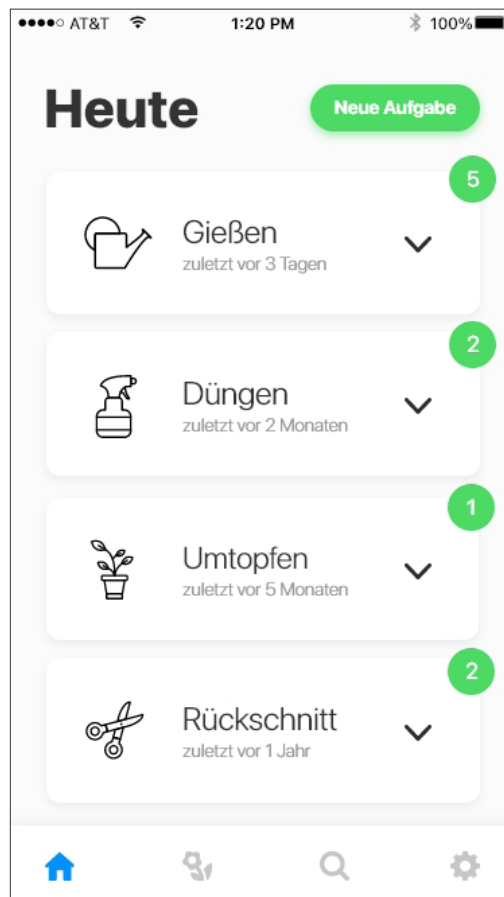 AT&T 1:20 PM 100%
Heute Neue Aufgabe
5
Gießen
zuletzt vor 3 Tagen
2
Düngen
zuletzt vor 2 Monaten
1
Umtopfen
zuletzt vor 5 Monaten
2
Rückschnitt
zuletzt vor 1 Jahr